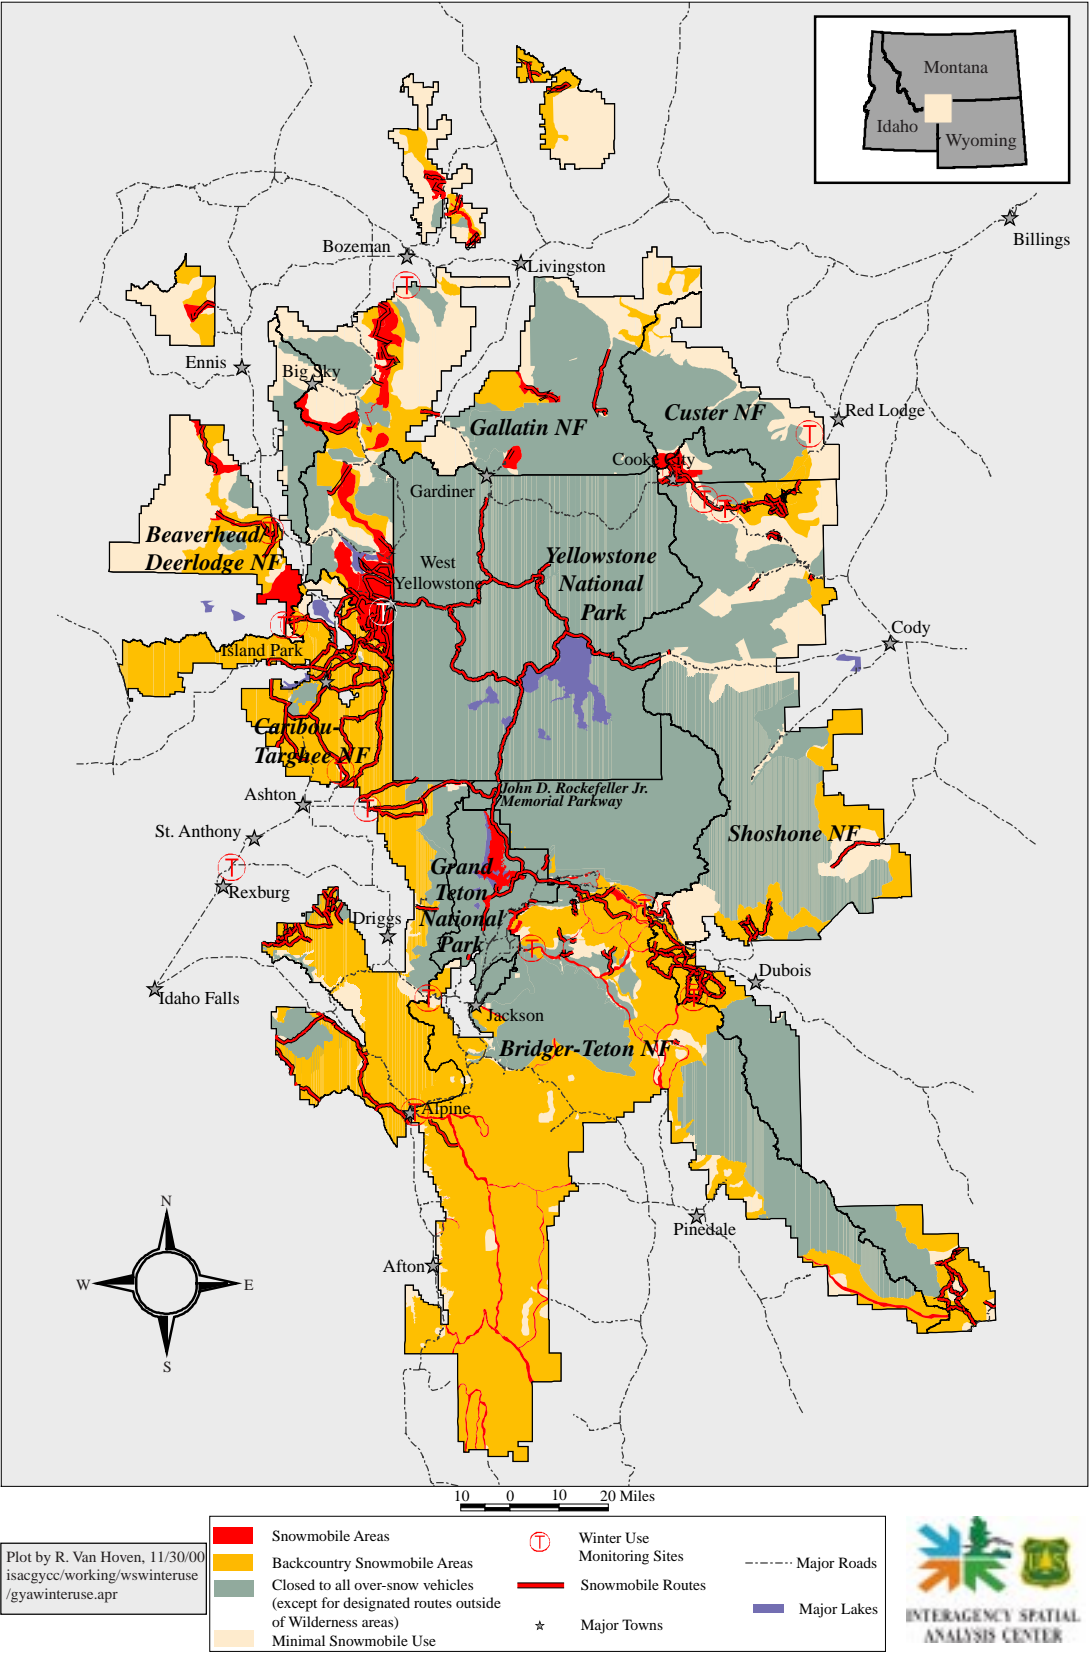 Montana
Idaho
Wyoming
Billings
Bozeman
Livingston
Ennis
Big Sky
Red Lodge
Custer NF
Gallatin NF
Cooke City
Gardiner
Beaverhead/
Deerlodge NF
West
Yellowstone
Yellowstone
National
Park
Cody
Island Park
Caribou-
Targhee NF
John D. Rockefeller Jr.
Memorial Parkway
Ashton
St. Anthony
Shoshone NF
Rexburg
Grand
Teton
National
Park
Driggs
Dubois
Idaho Falls
Jackson
Bridger-Teton NF
Alpine
Pinedale
Afton
N
W
E
S
10 0 10 20 Miles
Plot by R. Van Hoven, 11/30/00
isacgycc/working/wswinteruse
/gyawinteruse.apr
Snowmobile Areas
Backcountry Snowmobile Areas
Closed to all over-snow vehicles
(except for designated routes outside
of Wilderness areas)
Minimal Snowmobile Use
T
Winter Use
Monitoring Sites
Snowmobile Routes
Major Towns
Major Roads
Major Lakes
INTERAGENCY SPATIAL
ANALYSIS CENTER